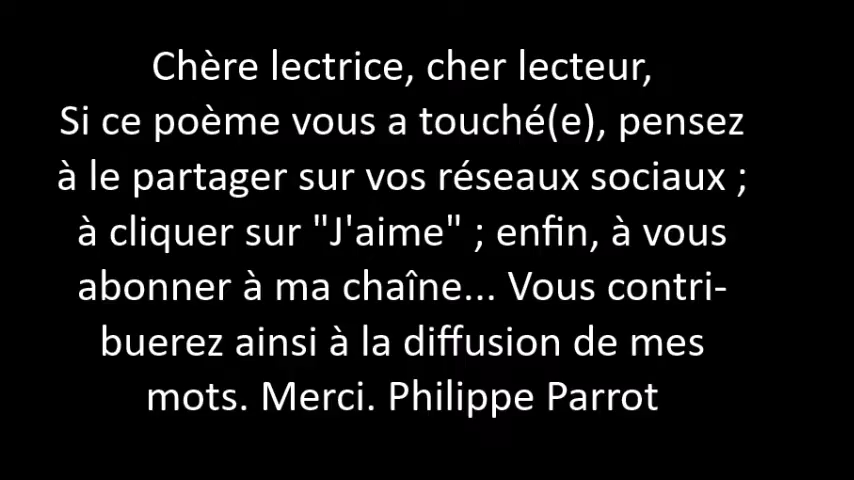 Chère lectrice, cher lecteur,
Si ce poème vous a touché(e), pensez
à le partager sur vos réseaux sociaux ;
à cliquer sur "J'aime" ; enfin, à vous
abonner à ma chaîne... Vous contri-
buerez ainsi à la diffusion de mes
mots. Merci. Philippe Parrot